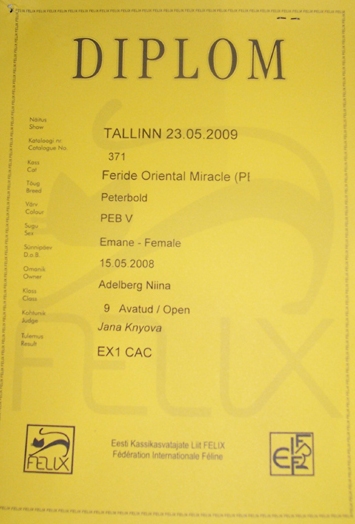 DIPLOM
Näitus
Show
TALLINN 23.05.2009
Kataloogi nr
Catalogue No.
371
Kass
Cat
Feride Oriental Miracle (PI
Tõug
Breed
Peterbold
Värv
Colour
PEB V
Sugu
Sex
Emane - Female
Sünniaeg
D.o.B.
15.05.2008
Omanik
Owner
Adelberg Niina
Klass
Class
9 Avatud / Open
Kohtunik
Judge
Jana Knyova
Tulemus
Result
EX1 CAC
FELIX
FELIX
Eesti Kassikasvatajate Liit FELIX
Fédération Internationale Féline